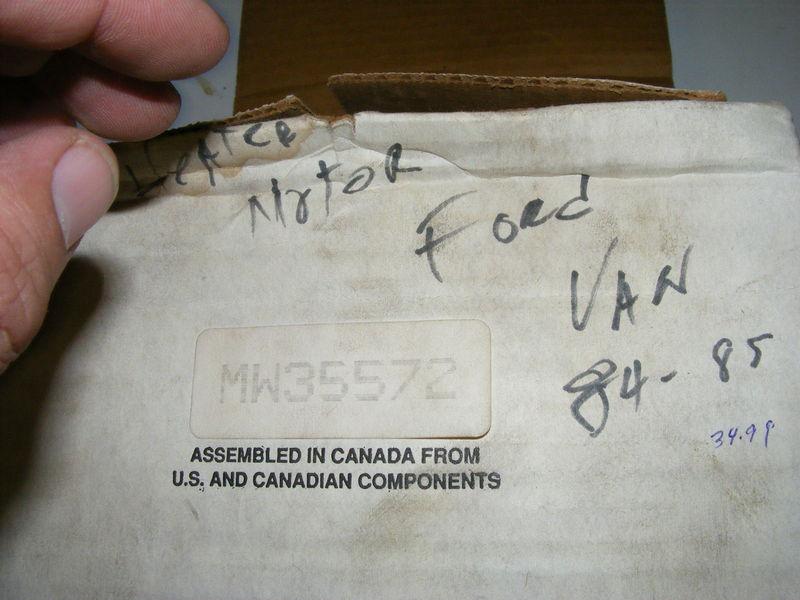 Heater
Motor
Ford
VAN
84-85
34.99
MW35572
ASSEMBLED IN CANADA FROM
U.S. AND CANADIAN COMPONENTS